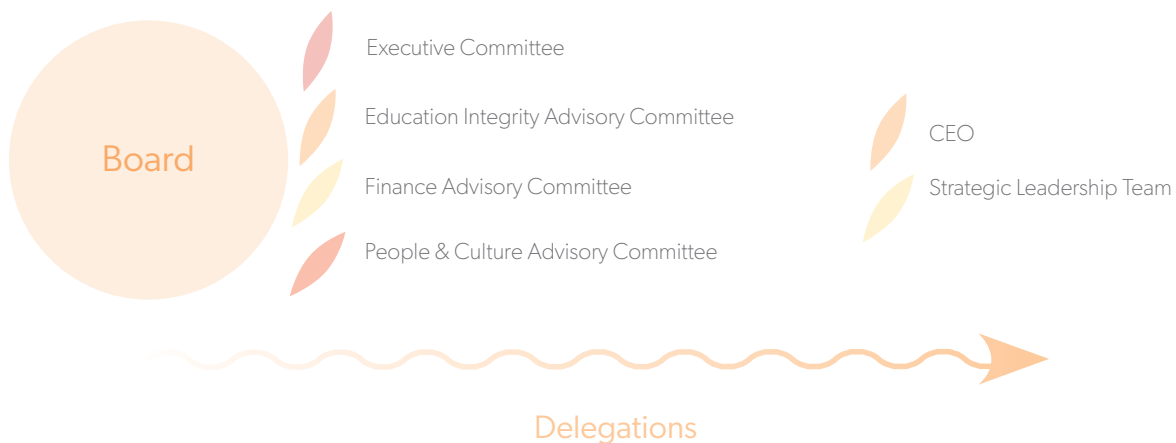 Board
Executive Committee
Education Integrity Advisory Committee
Finance Advisory Committee
People & Culture Advisory Committee
CEO
Strategic Leadership Team
Delegations